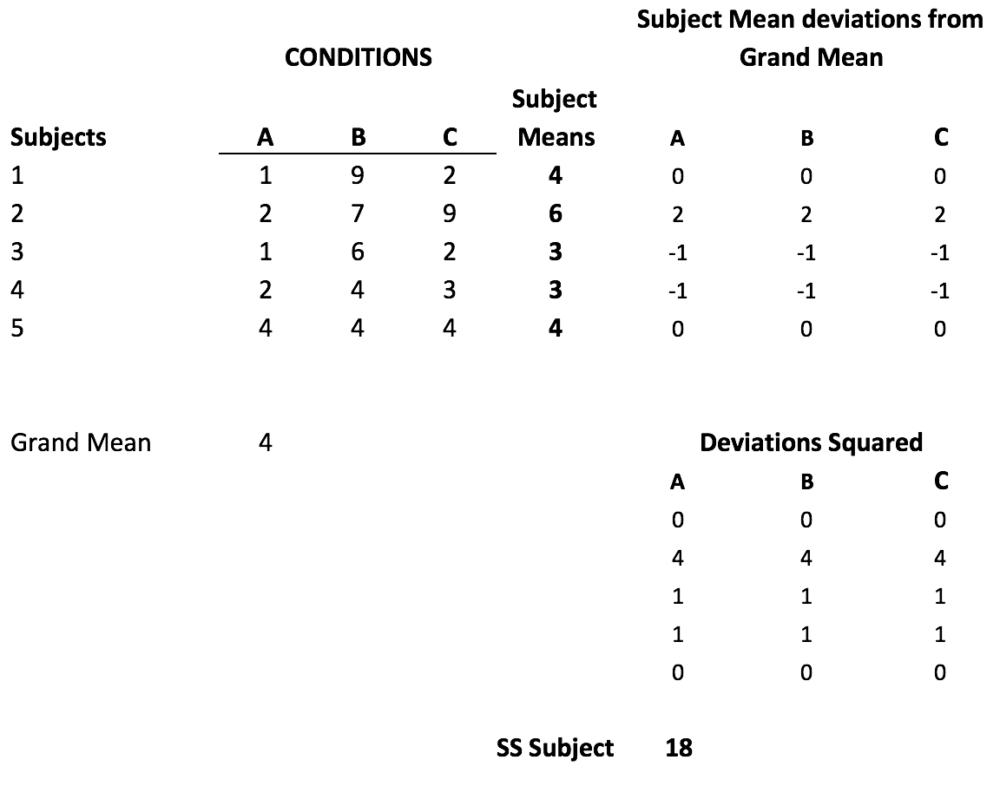 Subject Mean deviations from
CONDITIONS Grand Mean
Subject
Subjects A B C Means A B C
1 1 9 2 4 0 0 0
2 2 7 9 6 2 2 2
3 1 6 2 3 -1 -1 -1
4 2 4 3 3 -1 -1 -1
5 4 4 4 4 0 0 0
Grand Mean 4 Deviations Squared
A B C
0 0 0
4 4 4
1 1 1
1 1 1
0 0 0
SS Subject 18